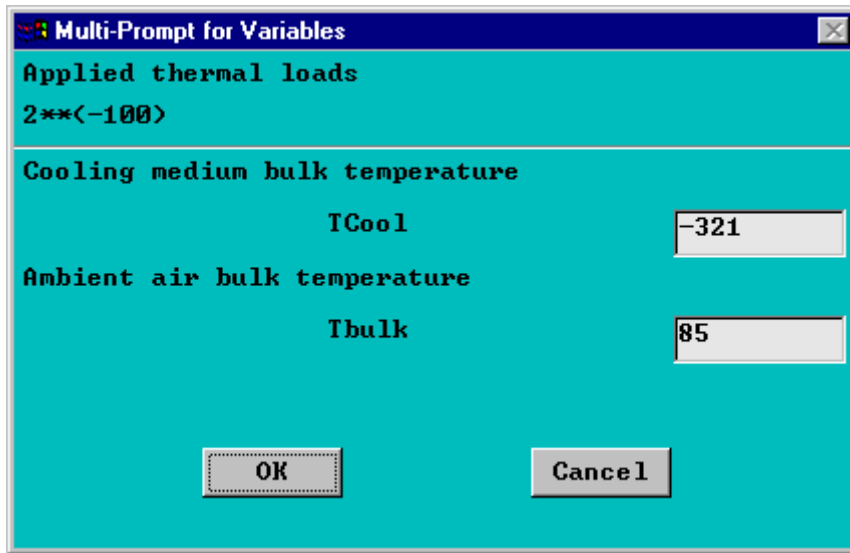 Multi-Prompt for Variables
Applied thermal loads
2**(-100)
Cooling medium bulk temperature
TCool -321
Ambient air bulk temperature
Tbulk 85
OK Cancel